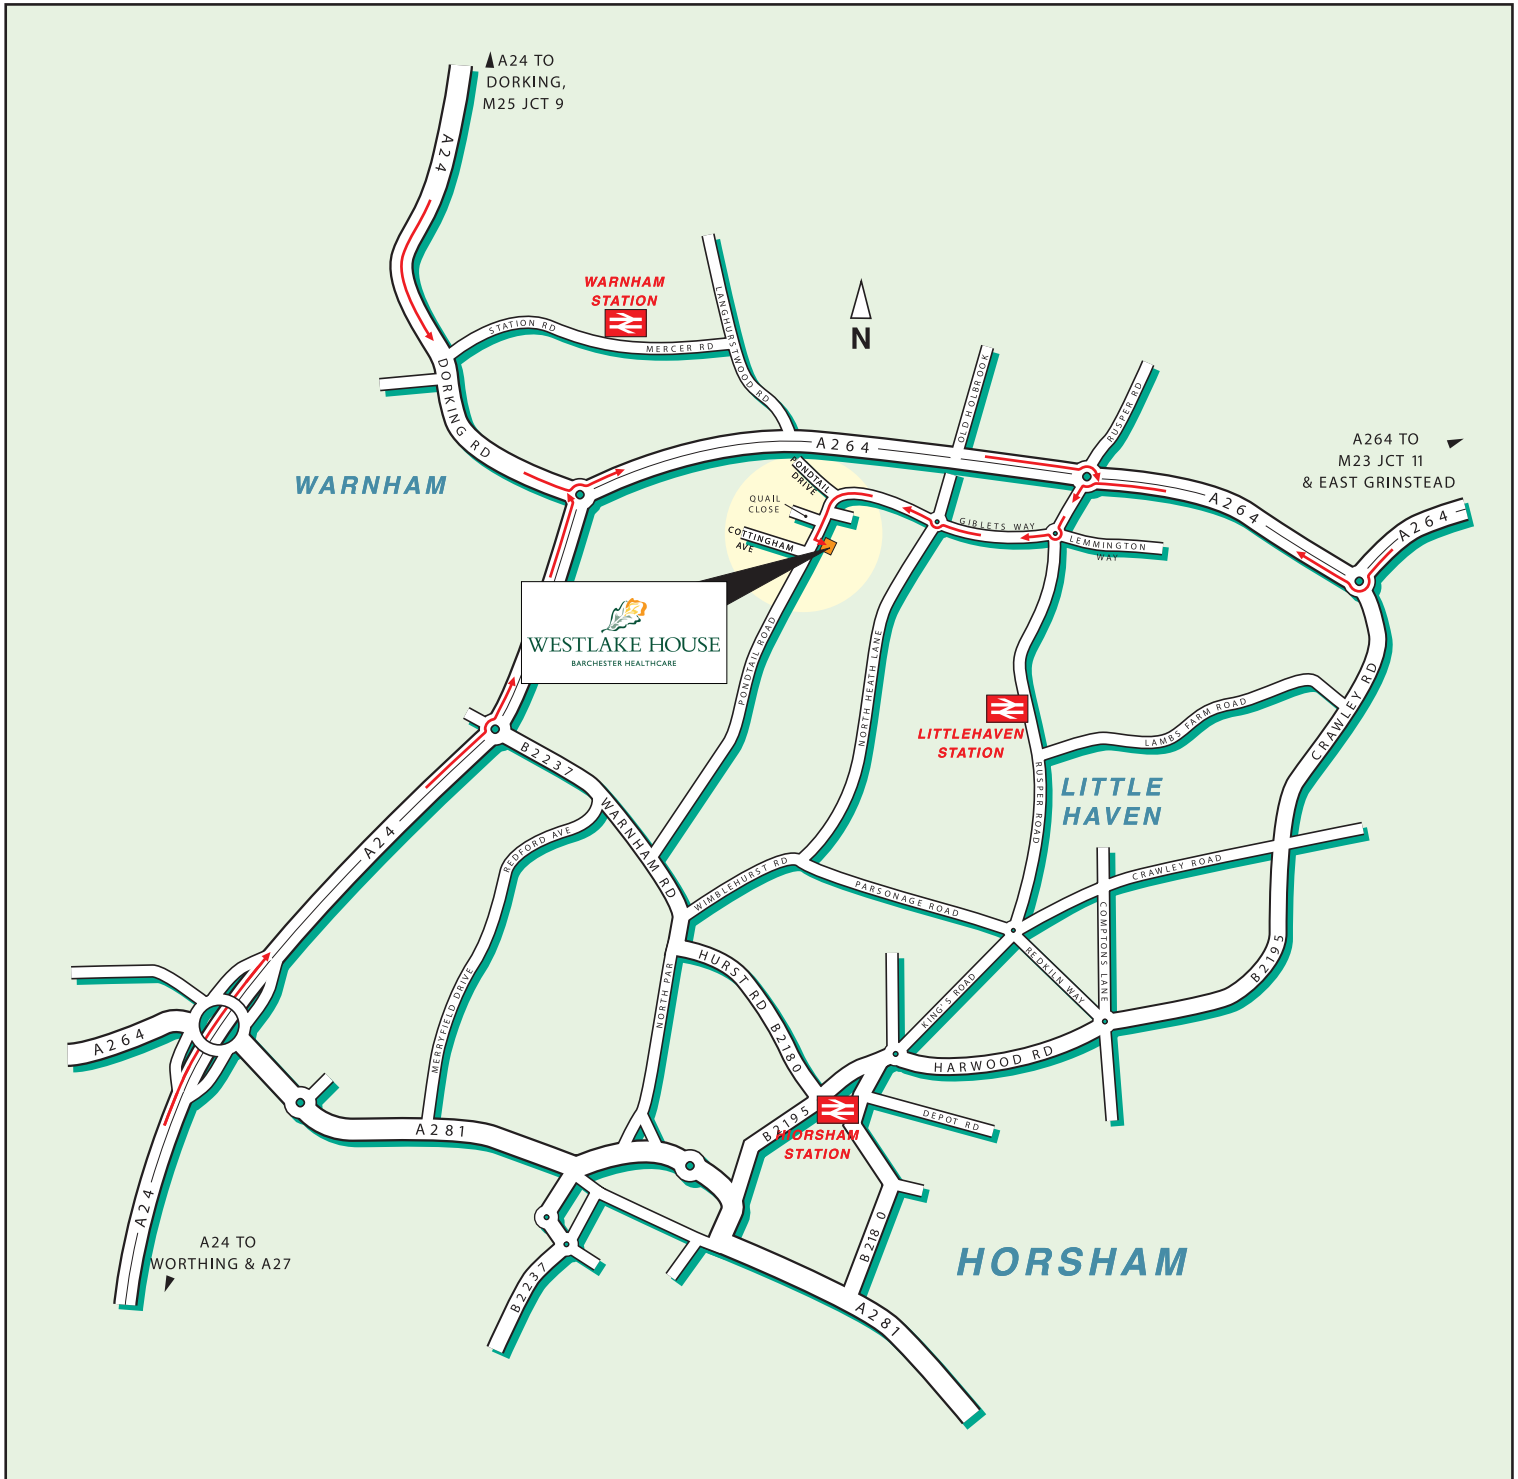 A24 TO
DORKING,
M25 JCT 9
A24
WARNHAM
STATION
STATION RD
MERCER RD
LANGHURSTWOOD RD
N
DORKING RD
OLD HOLBROOK
RUSPER RD
A264
A264 TO
M23 JCT 11
& EAST GRINSTEAD
WARNHAM
PONDTAIL
DRIVE
QUAIL
CLOSE
A264
A264
GIBLETS WAY
COTTINGHAM
AVE
LEMMINGTON
WAY
WESTLAKE HOUSE
BARCHESTER HEALTHCARE
PONDTAIL ROAD
NORTH HEATH LANE
LITTLEHAVEN
STATION
LAMBS FARM ROAD
CRAWLEY RD
B2237
RUSPER ROAD
LITTLE
HAVEN
A24
REDFORD AVE
WARNHAM RD
WIMBLEHURST RD
PARSONAGE ROAD
CRAWLEY ROAD
COMPTONS LANE
HURST RD
B2180
NORTH PAR
MERRYFIELD DRIVE
KING'S ROAD
REDKILN WAY
B2195
A264
HARWOOD RD
A281
B2195
DEPOT RD
HORSHAM
STATION
A24
A24 TO
WORTHING & A27
B218 0
B2237
HORSHAM
A281